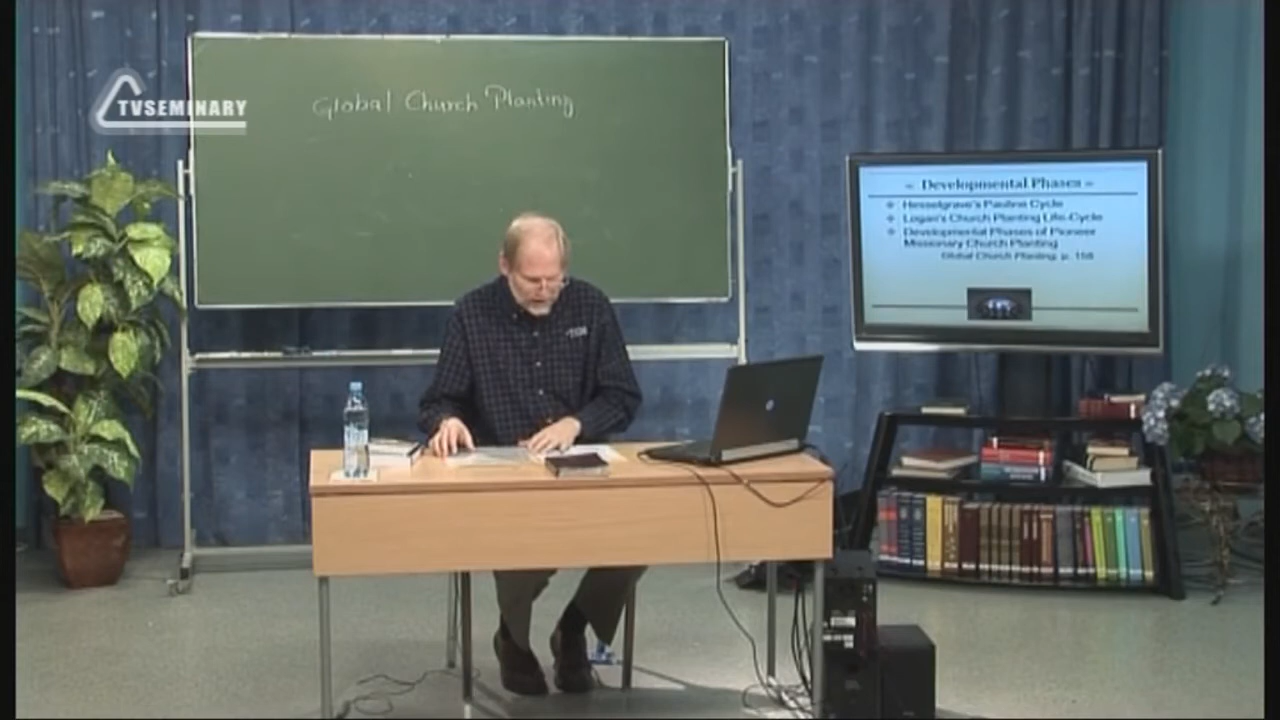 TVSEMINARY
Global Church Planting
Developmental Phases
Hesselgrave's Pauline Cycle
Logan's Church Planting Life-Cycle
Developmental Phases of Pioneer
Missionary Church Planting
Global Church Planting, p. 158